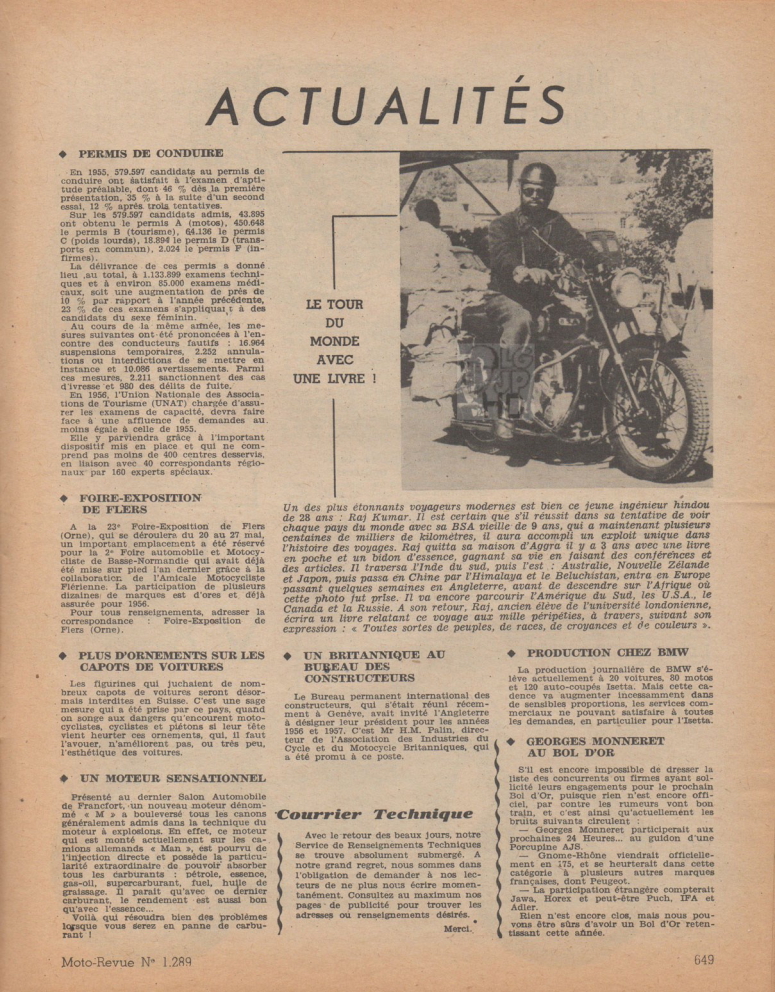 ACTUALITÉS
◆ PERMIS DE CONDUIRE
En 1955, 579.597 candidats au permis de
conduire ont satisfait à l'examen d'apti-
tude préalable, dont 46 % dès la première
présentation, 35 % à la suite d'un second
essai, 12 % après trois tentatives.
Sur les 579.597 candidats admis, 43.895
ont obtenu le permis A (motos), 450.648
le permis B (tourisme), 64.136 le permis
C (poids lourds), 18.894 le permis D (trans-
ports en commun), 2.024 le permis F (in-
firmes).
La délivrance de ces permis a donné
lieu ,au total, à 1.133.899 examens techni-
ques et à environ 85.000 examens médi-
caux, soit une augmentation de près de
10 % par rapport à l'année précédente,
23 % de ces examens s'appliquant à des
candidats du sexe féminin.
Au cours de la même année, les me-
sures suivantes ont été prononcées à l'en-
contre des conducteurs fautifs : 16.964
suspensions temporaires, 2.252 annula-
tions ou interdictions de se mettre en
instance et 10.086 avertissements. Parmi
ces mesures, 2.211 sanctionnent des cas
d'ivresse et 980 des délits de fuite.
En 1956, l'Union Nationale des Associa-
tions de Tourisme (UNAT) chargée d'assu-
rer les examens de capacité, devra faire
face à une affluence de demandes au
moins égale à celle de 1955.
Elle y parviendra grâce à l'important
dispositif mis en place et qui ne com-
prend pas moins de 400 centres desservis,
en liaison avec 40 correspondants régio-
naux par 160 experts spéciaux.
◆ FOIRE-EXPOSITION
DE FLERS
A la 23e Foire-Exposition de Flers
(Orne), qui se déroulera du 20 au 27 mai,
un important emplacement a été réservé
pour la 2e Foire automobile et Motocy-
cliste de Basse-Normandie qui avait déjà
été mise sur pied l'an dernier grâce à la
collaboration de l'Amicale Motocycliste
Flérienne. La participation de plusieurs
dizaines de marques est d'ores et déjà
assurée pour 1956.
Pour tous renseignements, adresser la
correspondance : Foire-Exposition de
Flers (Orne).
◆ PLUS D'ORNEMENTS SUR LES
CAPOTS DE VOITURES
Les figurines qui juchaient de nom-
breux capots de voitures seront désor-
mais interdites en Suisse. C'est une sage
mesure qui a été prise par ce pays, quand
on songe aux dangers qu'encourent moto-
cyclistes, cyclistes et piétons si leur tête
vient heurter ces ornements, qui, il faut
l'avouer, n'améliorent pas, ou très peu,
l'esthétique des voitures.
◆ UN MOTEUR SENSATIONNEL
Présenté au dernier Salon Automobile
de Francfort, un nouveau moteur dénom-
mé « M » a bouleversé tous les canons
généralement admis dans la technique du
moteur à explosions. En effet, ce moteur
qui est monté actuellement sur les ca-
mions allemands « Man », est pourvu de
l'injection directe et possède la particu-
larité extraordinaire de pouvoir absorber
tous les carburants : pétrole, essence,
gas-oil, supercarburant, fuel, huile de
graissage. Il paraît qu'avec ce dernier
carburant, le rendement est aussi bon
qu'avec l'essence...
Voilà qui résoudra bien des problèmes
lorsque vous serez en panne de carbu-
rant !
LE TOUR
DU
MONDE
AVEC
UNE LIVRE !
Un des plus étonnants voyageurs modernes est bien ce jeune ingénieur hindou
de 28 ans : Raj Kumar. Il est certain que s'il réussit dans sa tentative de voir
chaque pays du monde avec sa BSA vieille de 9 ans, qui a maintenant plusieurs
centaines de milliers de kilomètres, il aura accompli un exploit unique dans
l'histoire des voyages. Raj quitta sa maison d'Aggra il y a 3 ans avec une livre
en poche et un bidon d'essence, gagnant sa vie en faisant des conférences et
des articles. Il traversa l'Inde du sud, puis l'est : Australie, Nouvelle Zélande
et Japon, puis passa en Chine par l'Himalaya et le Beluchistan, entra en Europe
passant quelques semaines en Angleterre, avant de descendre sur l'Afrique où
cette photo fut prise. Il va encore parcourir l'Amérique du Sud, les U.S.A., le
Canada et la Russie. A son retour, Raj, ancien élève de l'université londonienne,
écrira un livre relatant ce voyage aux mille péripéties, à travers, suivant son
expression : « Toutes sortes de peuples, de races, de croyances et de couleurs ».
◆ UN BRITANNIQUE AU
BUREAU DES
CONSTRUCTEURS
Le Bureau permanent international des
constructeurs, qui s'était réuni récem-
ment à Genève, avait invité l'Angleterre
à désigner leur président pour les années
1956 et 1957. C'est Mr H.M. Palin, direc-
teur de l'Association des Industries du
Cycle et du Motocycle Britanniques, qui
a été promu à ce poste.
Courrier Technique
Avec le retour des beaux jours, notre
Service de Renseignements Techniques
se trouve absolument submergé. A
notre grand regret, nous sommes dans
l'obligation de demander à nos lec-
teurs de ne plus nous écrire momen-
tanément. Consultez au maximum nos
pages de publicité pour trouver les
adresses ou renseignements désirés.
Merci.
◆ PRODUCTION CHEZ BMW
La production journalière de BMW s'é-
lève actuellement à 20 voitures, 80 motos
et 120 auto-coupés Isetta. Mais cette ca-
dence va augmenter incessamment dans
de sensibles proportions, les services com-
merciaux ne pouvant satisfaire à toutes
les demandes, en particulier pour l'Isetta.
◆ GEORGES MONNERET
AU BOL D'OR
S'il est encore impossible de dresser la
liste des concurrents ou firmes ayant sol-
licité leurs engagements pour le prochain
Bol d'Or, puisque rien n'est encore offi-
ciel, par contre les rumeurs vont bon
train, et c'est ainsi qu'actuellement les
bruits suivants circulent :
— Georges Monneret participerait aux
prochaines 24 Heures... au guidon d'une
Porcupine AJS.
— Gnome-Rhône viendrait officielle-
ment en 175, et se heurterait dans cette
catégorie à plusieurs autres marques
françaises, dont Peugeot.
— La participation étrangère compterait
Jawa, Horex et peut-être Puch, IFA et
Adler.
Rien n'est encore clos, mais nous pou-
vons être sûrs d'avoir un Bol d'Or reten-
tissant cette année.
Moto-Revue No 1.289
649